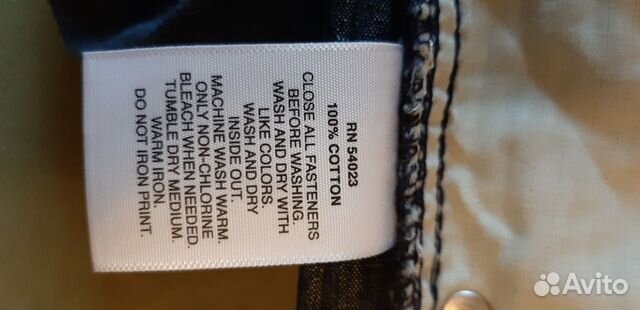 RN 54023
100% COTTON
CLOSE ALL FASTENERS
BEFORE WASHING.
WASH AND DRY WITH
LIKE COLORS.
WASH AND DRY
INSIDE OUT.
MACHINE WASH WARM.
ONLY NON-CHLORINE
BLEACH WHEN NEEDED.
TUMBLE DRY MEDIUM.
WARM IRON.
DO NOT IRON PRINT.
Avito